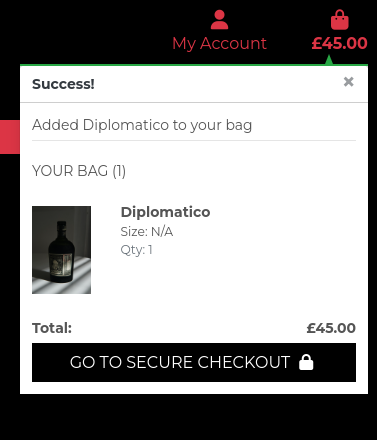 My Account
£45.00
Success!
×
Added Diplomatico to your bag
YOUR BAG (1)
Diplomatico
Size: N/A
Qty: 1
Total:
£45.00
GO TO SECURE CHECKOUT